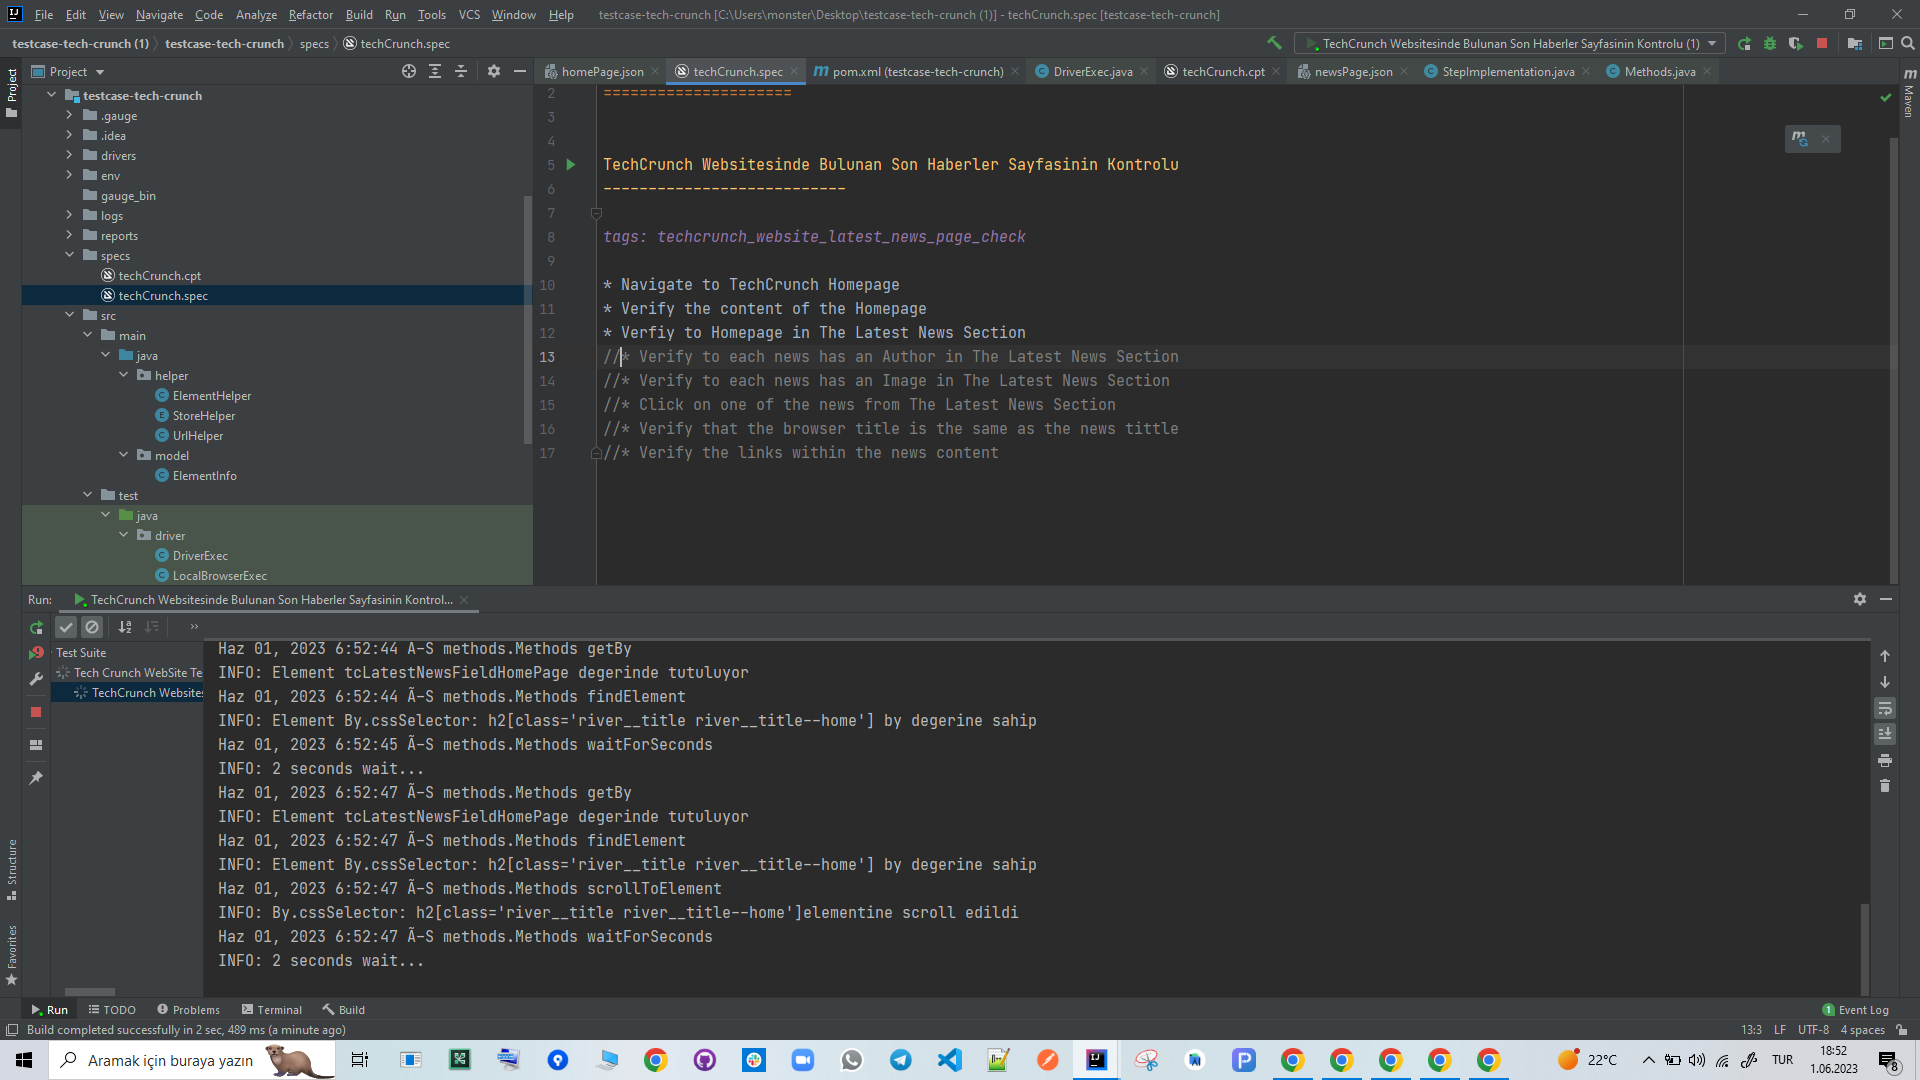 File Edit View Navigate Code Analyze Refactor Build Run Tools VCS Window Help testcase-tech-crunch [C:\Users\monster\Desktop\testcase-tech-crunch (1)] - techCrunch.spec [testcase-tech-crunch]
testcase-tech-crunch (1) testcase-tech-crunch specs techCrunch.spec TechCrunch Websitesinde Bulunan Son Haberler Sayfasinin Kontrolu (1)
Project
homePage.json techCrunch.spec pom.xml (testcase-tech-crunch) DriverExec.java techCrunch.cpt newsPage.json StepImplementation.java Methods.java
Project
Maven
testcase-tech-crunch
.gauge
.idea
drivers
env
gauge_bin
logs
reports
specs
techCrunch.cpt
techCrunch.spec
src
main
java
helper
ElementHelper
StoreHelper
UrlHelper
model
ElementInfo
test
java
driver
DriverExec
LocalBrowserExec
2 =====================
3
4
5 TechCrunch Websitesinde Bulunan Son Haberler Sayfasinin Kontrolu
6 ---------------------------
7
8 tags: techcrunch_website_latest_news_page_check
9
10 * Navigate to TechCrunch Homepage
11 * Verify the content of the Homepage
12 * Verfiy to Homepage in The Latest News Section
13 //* Verify to each news has an Author in The Latest News Section
14 //* Verify to each news has an Image in The Latest News Section
15 //* Click on one of the news from The Latest News Section
16 //* Verify that the browser title is the same as the news tittle
17 //* Verify the links within the news content
Run: TechCrunch Websitesinde Bulunan Son Haberler Sayfasinin Kontrol...
Test Suite
Tech Crunch WebSite Te
TechCrunch Websites
Haz 01, 2023 6:52:44 A-S methods.Methods getBy
INFO: Element tcLatestNewsFieldHomePage degerinde tutuluyor
Haz 01, 2023 6:52:44 Ã-S methods.Methods findElement
INFO: Element By.cssSelector: h2[class='river__title river__title--home'] by degerine sahip
Haz 01, 2023 6:52:45 Ã-S methods.Methods waitForSeconds
INFO: 2 seconds wait...
Haz 01, 2023 6:52:47 Ã-S methods.Methods getBy
INFO: Element tcLatestNewsFieldHomePage degerinde tutuluyor
Haz 01, 2023 6:52:47 Ã-S methods.Methods findElement
INFO: Element By.cssSelector: h2[class='river__title river__title--home'] by degerine sahip
Haz 01, 2023 6:52:47 Ã-S methods.Methods scrollToElement
INFO: By.cssSelector: h2[class='river__title river__title--home']elementine scroll edildi
Haz 01, 2023 6:52:47 Ã-S methods.Methods waitForSeconds
INFO: 2 seconds wait...
Structure
Favorites
Run TODO Problems Terminal Build 1 Event Log
Build completed successfully in 2 sec, 489 ms (a minute ago) 13:3 LF UTF-8 4 spaces
Aramak için buraya yazın 22°C TUR 18:52
1.06.2023 8